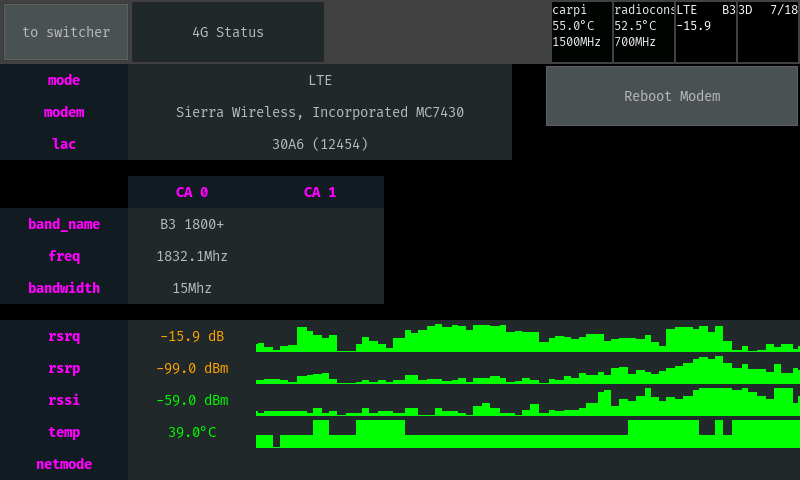 to switcher
4G Status
carpi
55.0°C
1500MHz
radiocons
52.5°C
700MHz
LTE B3
-15.9
3D 7/18
mode LTE
modem Sierra Wireless, Incorporated MC7430
lac 30A6 (12454)
Reboot Modem
CA 0 CA 1
band_name B3 1800+
freq 1832.1Mhz
bandwidth 15Mhz
rsrq -15.9 dB
rsrp -99.0 dBm
rssi -59.0 dBm
temp 39.0°C
netmode